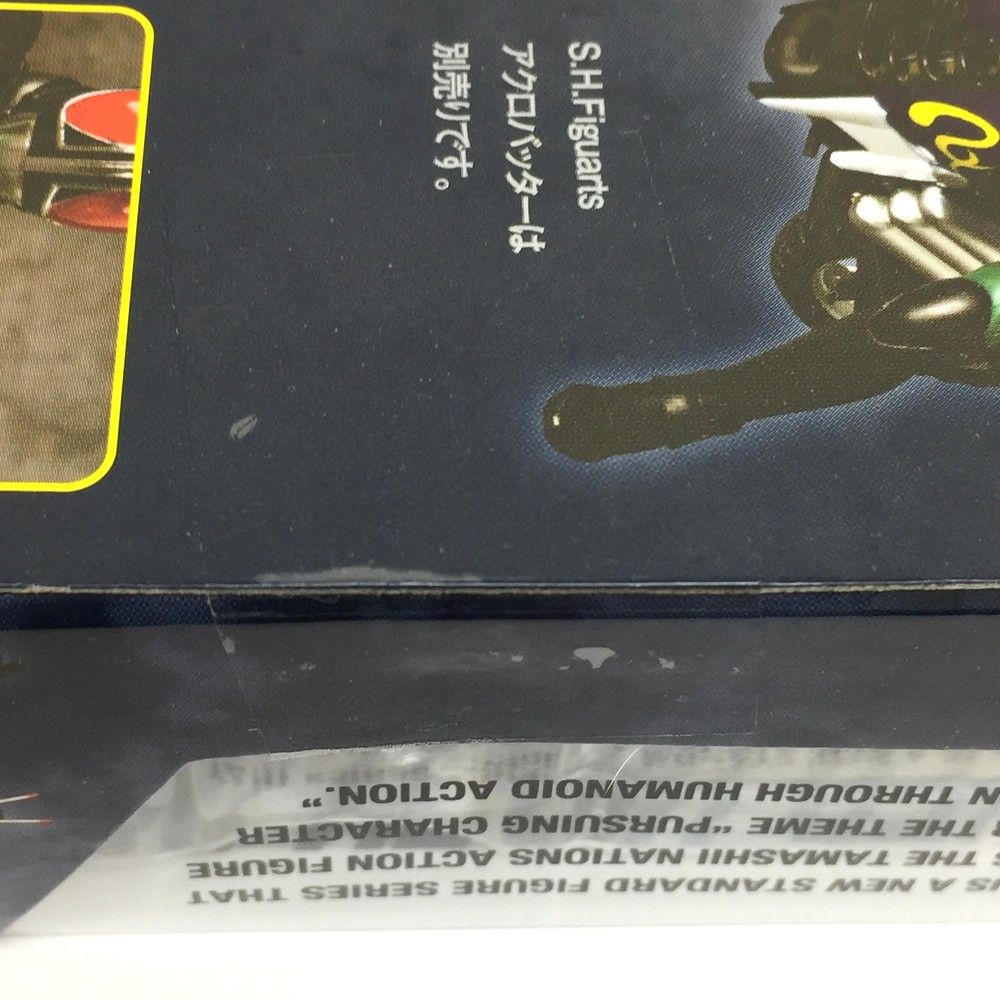 S.H.Figuarts
アクロバッターは
別売りです。
S A NEW STANDARD FIGURE SERIES THAT
THE TAMASHII NATIONS ACTION FIGURE
THE THEME "PURSUING CHARACTER
N THROUGH HUMANOID ACTION."